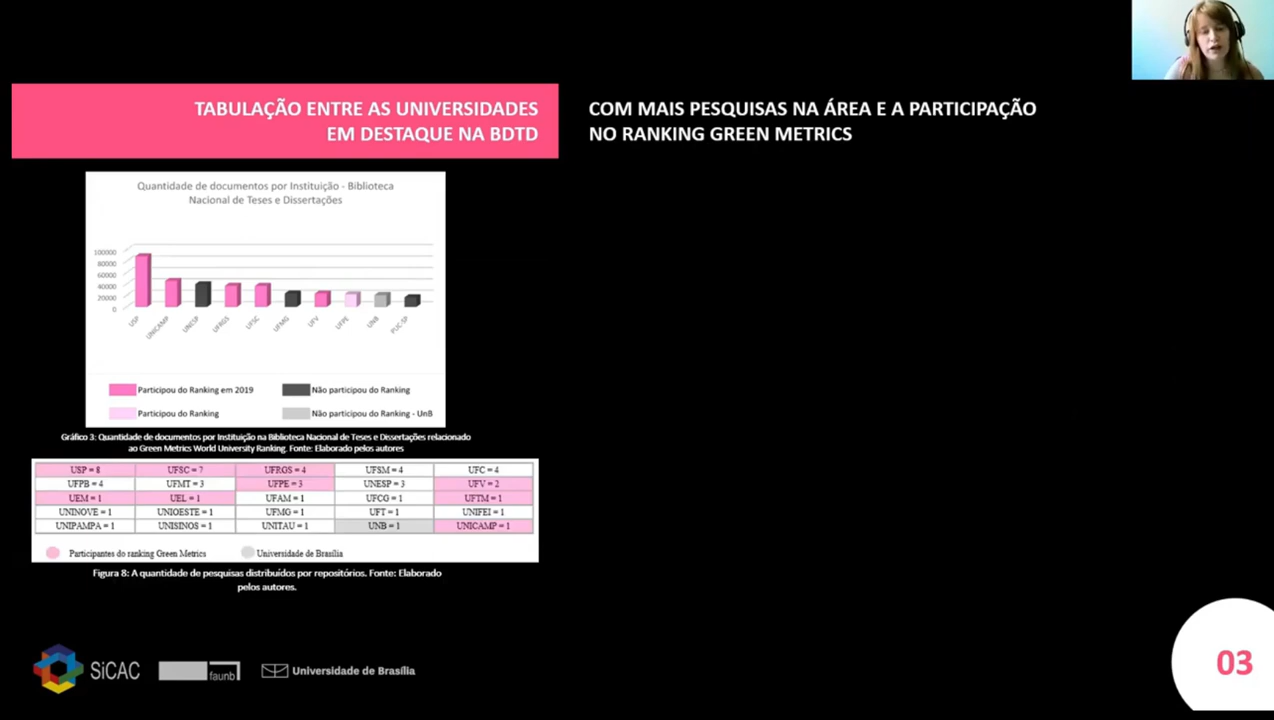 TABULAÇÃO ENTRE AS UNIVERSIDADES
EM DESTAQUE NA BDTD
COM MAIS PESQUISAS NA ÁREA E A PARTICIPAÇÃO
NO RANKING GREEN METRICS
Quantidade de documentos por Instituição - Biblioteca
Nacional de Teses e Dissertações
100000
80000
60000
40000
20000
0
USP UNICAMP UNESP UFRGS UFSC UFMG UFV UFPE UNB PUC-SP
Participou do Ranking em 2019 Não participou do Ranking
Participou do Ranking Não participou do Ranking - UnB
Gráfico 3: Quantidade de documentos por Instituição na Biblioteca Nacional de Teses e Dissertações relacionado
ao Green Metrics World University Ranking. Fonte: Elaborado pelos autores
USP = 8 UFSC = 7 UFRGS = 4 UFSM = 4 UFC = 4
UFPB = 4 UFMT = 3 UFPE = 3 UNESP = 3 UFV = 2
UEM = 1 UEL = 1 UFAM = 1 UFCG = 1 UFTM = 1
UNINOVE = 1 UNIOESTE = 1 UFMG = 1 UFT = 1 UNIFEI = 1
UNIPAMPA = 1 UNISINOS = 1 UNITAU = 1 UNB = 1 UNICAMP = 1
Participantes do ranking Green Metrics Universidade de Brasília
Figura 8: A quantidade de pesquisas distribuídos por repositórios. Fonte: Elaborado
pelos autores.
SiCAC faunb Universidade de Brasília
03